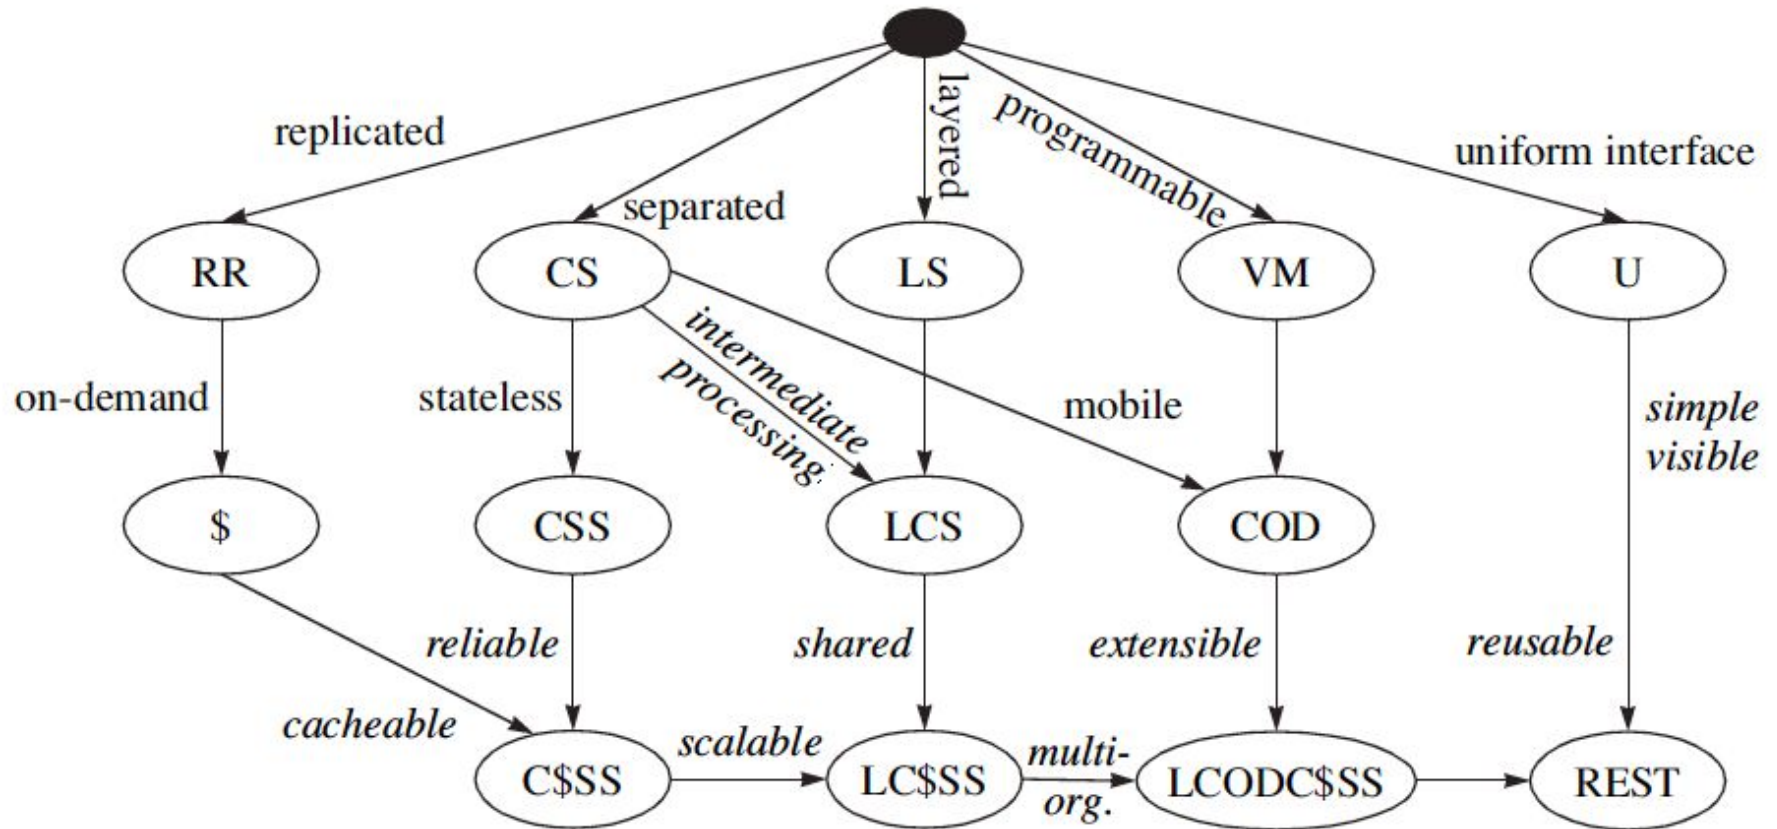 layered
programmable
replicated
uniform interface
separated
RR
CS
LS
VM
U
intermediate
processing.
on-demand
stateless
mobile
simple
visible
$
CSS
LCS
COD
reliable
shared
extensible
reusable
cacheable
scalable
multi-
org.
C$SS
LC$SS
LCODC$SS
REST